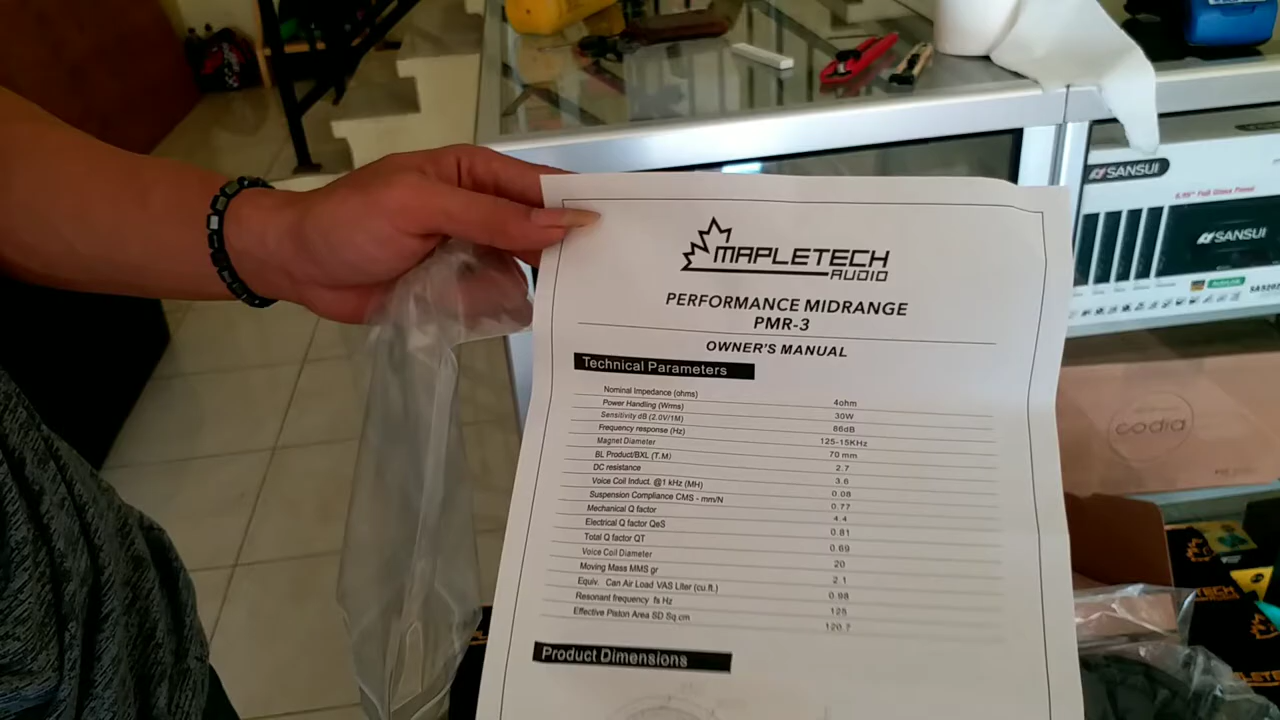 MAPLETECH
AUDIO
PERFORMANCE MIDRANGE
PMR-3
OWNER'S MANUAL
Technical Parameters
Nominal Impedance (ohms) 4ohm
Power Handling (Wrms) 30W
Sensitivity dB (2.0V/1M) 86dB
Frequency response (Hz) 125-15KHz
Magnet Diameter 70 mm
BL Product/BXL (T.M) 2.7
DC resistance 3.6
Voice Coil Induct. @1 kHz (MH) 0.08
Suspension Compliance CMS - mm/N 0.77
Mechanical Q factor 4.4
Electrical Q factor QeS 0.81
Total Q factor QT 0.69
Voice Coil Diameter 20
Moving Mass MMS gr 2.1
Equiv. Can Air Load VAS Liter (cu.ft.) 0.98
Resonant frequency fs Hz 125
Effective Piston Area SD Sq.cm 120.7
Product Dimensions
SANSUI
6.99" Full Glass Panel
SANSUI
codia